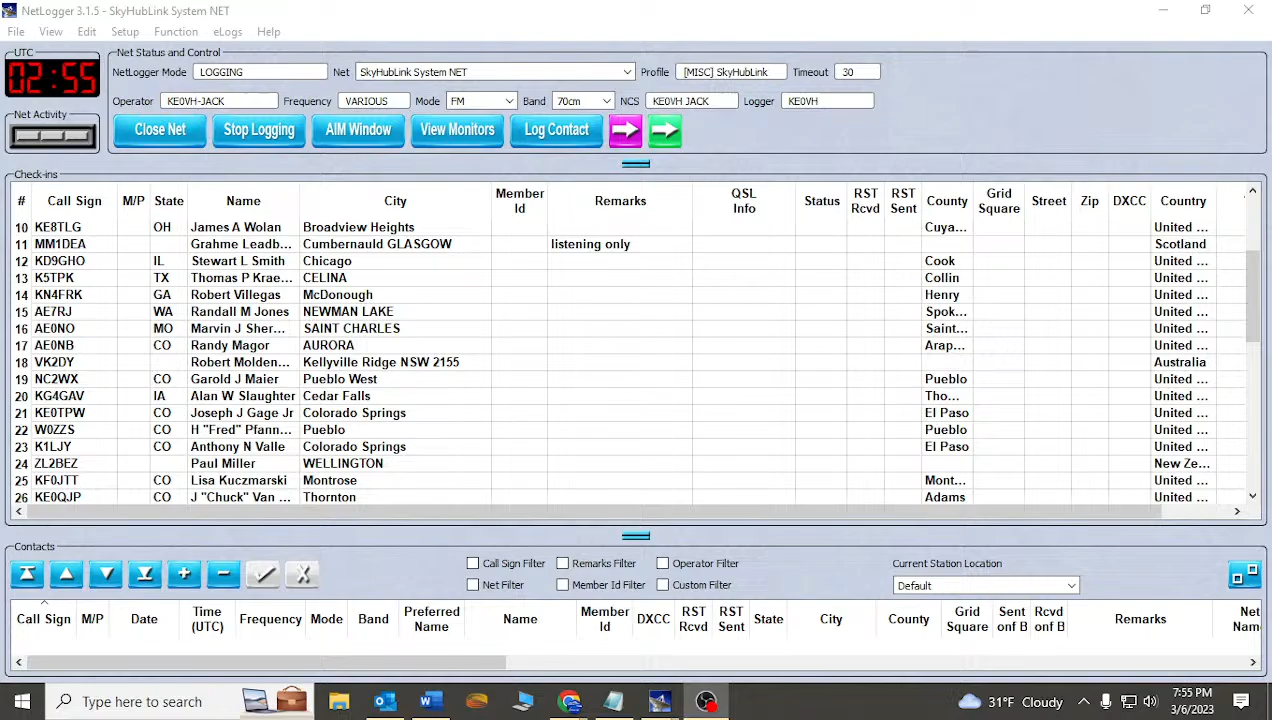 NetLogger 3.1.5 - SkyHubLink System NET
File View Edit Setup Function eLogs Help
UTC
02:55
Net Activity
Net Status and Control
NetLogger Mode LOGGING Net SkyHubLink System NET Profile [MISC] SkyHubLink Timeout 30
Operator KE0VH-JACK Frequency VARIOUS Mode FM Band 70cm NCS KE0VH JACK Logger KE0VH
Close Net Stop Logging AIM Window View Monitors Log Contact
Check-ins
# Call Sign M/P State Name City Member Id Remarks QSL Info Status RST Rcvd RST Sent County Grid Square Street Zip DXCC Country
10 KE8TLG OH James A Wolan Broadview Heights Cuya... United ...
11 MM1DEA Grahme Leadb... Cumbernauld GLASGOW listening only Scotland
12 KD9GHO IL Stewart L Smith Chicago Cook United ...
13 K5TPK TX Thomas P Krae... CELINA Collin United ...
14 KN4FRK GA Robert Villegas McDonough Henry United ...
15 AE7RJ WA Randall M Jones NEWMAN LAKE Spok... United ...
16 AE0NO MO Marvin J Sher... SAINT CHARLES Saint... United ...
17 AE0NB CO Randy Magor AURORA Arap... United ...
18 VK2DY Robert Molden... Kellyville Ridge NSW 2155 Australia
19 NC2WX CO Garold J Maier Pueblo West Pueblo United ...
20 KG4GAV IA Alan W Slaughter Cedar Falls Tho... United ...
21 KE0TPW CO Joseph J Gage Jr Colorado Springs El Paso United ...
22 W0ZZS CO H "Fred" Pfann... Pueblo Pueblo United ...
23 K1LJY CO Anthony N Valle Colorado Springs El Paso United ...
24 ZL2BEZ Paul Miller WELLINGTON New Ze...
25 KF0JTT CO Lisa Kuczmarski Montrose Mont... United ...
26 KE0QJP CO J "Chuck" Van ... Thornton Adams United ...
Contacts
Call Sign Filter Remarks Filter Operator Filter
Net Filter Member Id Filter Custom Filter
Current Station Location
Default
Call Sign M/P Date Time (UTC) Frequency Mode Band Preferred Name Name Member Id DXCC RST Rcvd RST Sent State City County Grid Square Sent onf B Rcvd onf B Remarks Net Name
Type here to search
31°F Cloudy
7:55 PM
3/6/2023